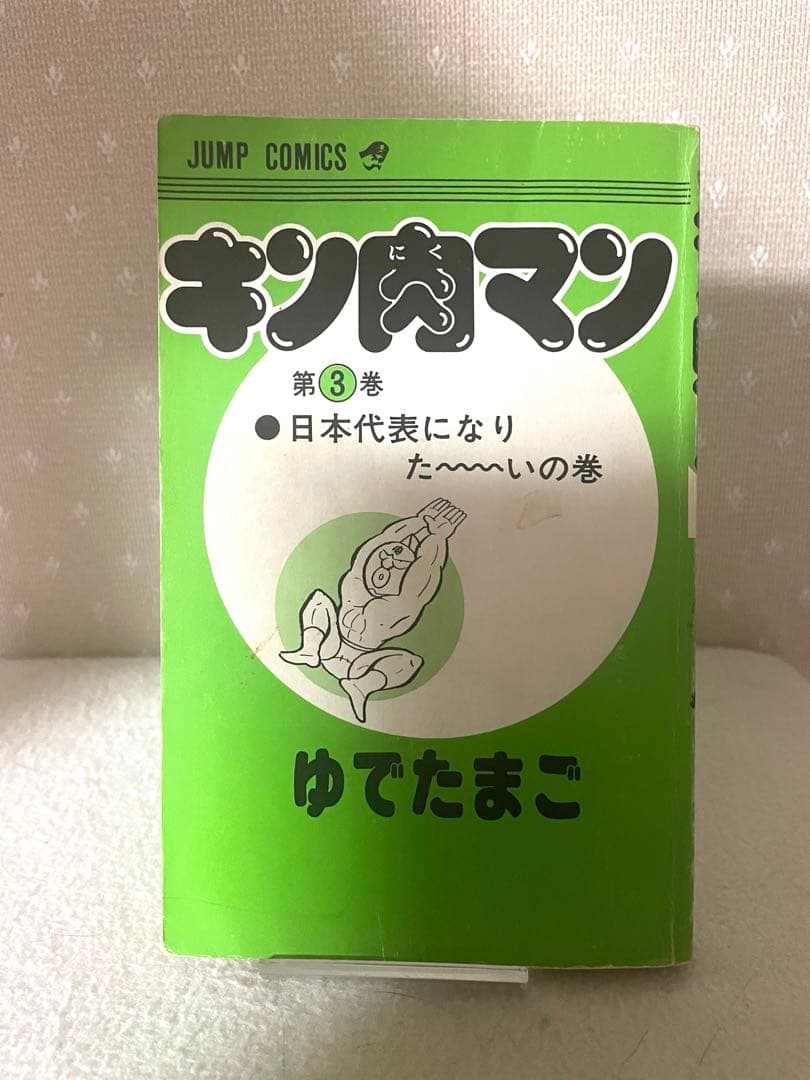 JUMP COMICS
キン肉マン
にく
第3巻
●日本代表になり
た〜〜〜いの巻
ゆでたまご